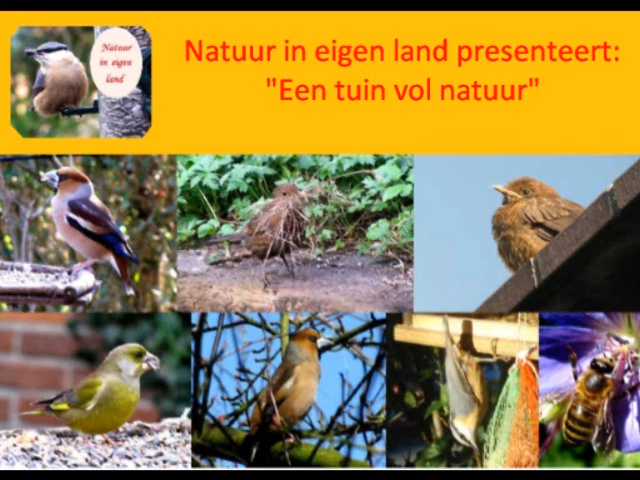 Natuur
in eigen
land
Natuur in eigen land presenteert:
"Een tuin vol natuur"